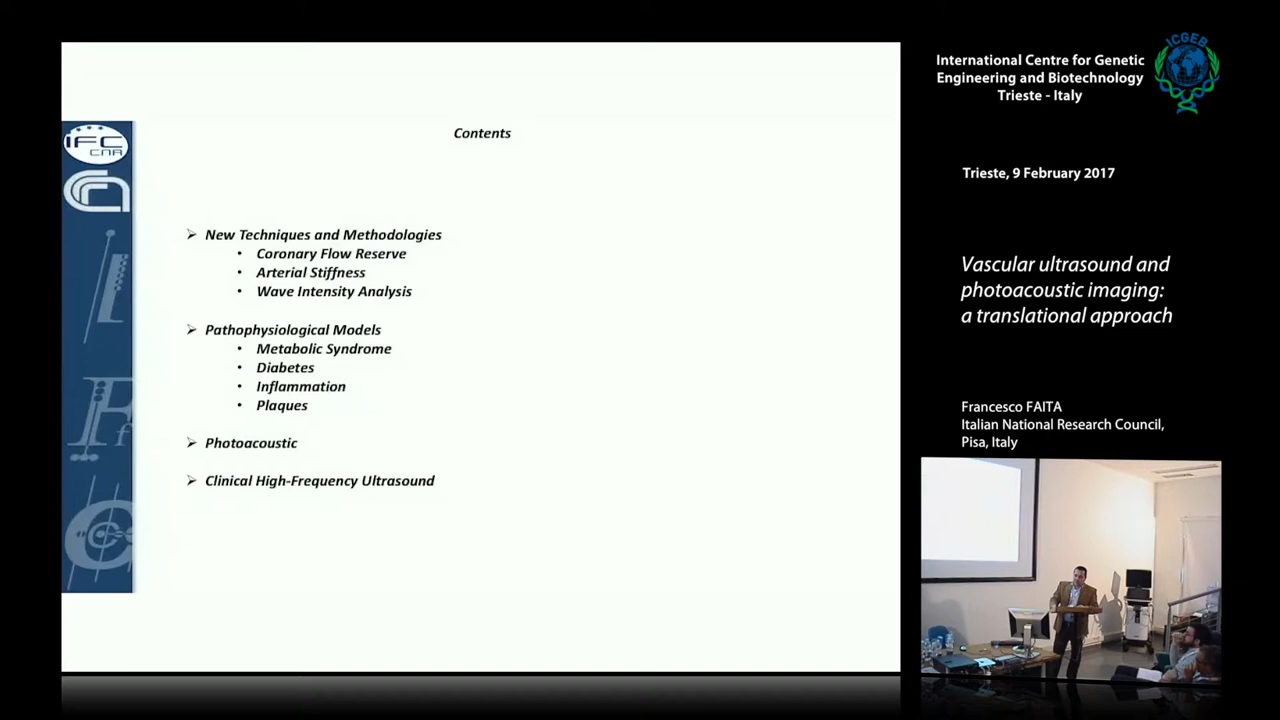 Contents
IFC
CNR
➢ New Techniques and Methodologies
• Coronary Flow Reserve
• Arterial Stiffness
• Wave Intensity Analysis
➢ Pathophysiological Models
• Metabolic Syndrome
• Diabetes
• Inflammation
• Plaques
➢ Photoacoustic
➢ Clinical High-Frequency Ultrasound
International Centre for Genetic
Engineering and Biotechnology
Trieste - Italy
ICGEB
Trieste, 9 February 2017
Vascular ultrasound and
photoacoustic imaging:
a translational approach
Francesco FAITA
Italian National Research Council,
Pisa, Italy